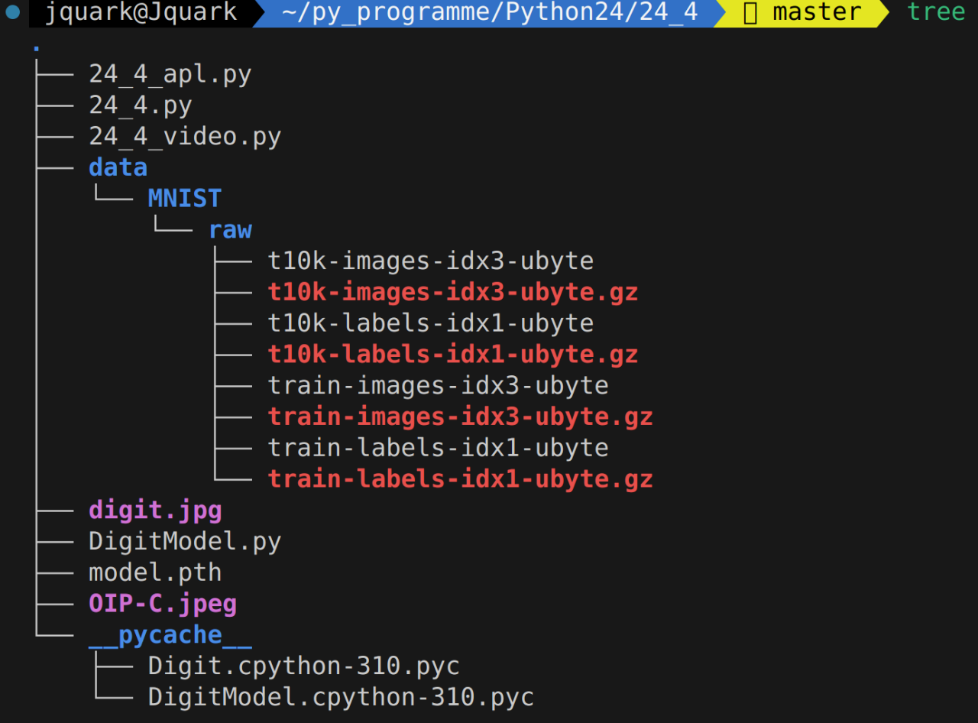 jquark@Jquark ~/py_programme/Python24/24_4 master tree
.
├── 24_4_apl.py
├── 24_4.py
├── 24_4_video.py
├── data
│   └── MNIST
│       └── raw
│           ├── t10k-images-idx3-ubyte
│           ├── t10k-images-idx3-ubyte.gz
│           ├── t10k-labels-idx1-ubyte
│           ├── t10k-labels-idx1-ubyte.gz
│           ├── train-images-idx3-ubyte
│           ├── train-images-idx3-ubyte.gz
│           ├── train-labels-idx1-ubyte
│           └── train-labels-idx1-ubyte.gz
├── digit.jpg
├── DigitModel.py
├── model.pth
├── OIP-C.jpeg
└── __pycache__
    ├── Digit.cpython-310.pyc
    └── DigitModel.cpython-310.pyc